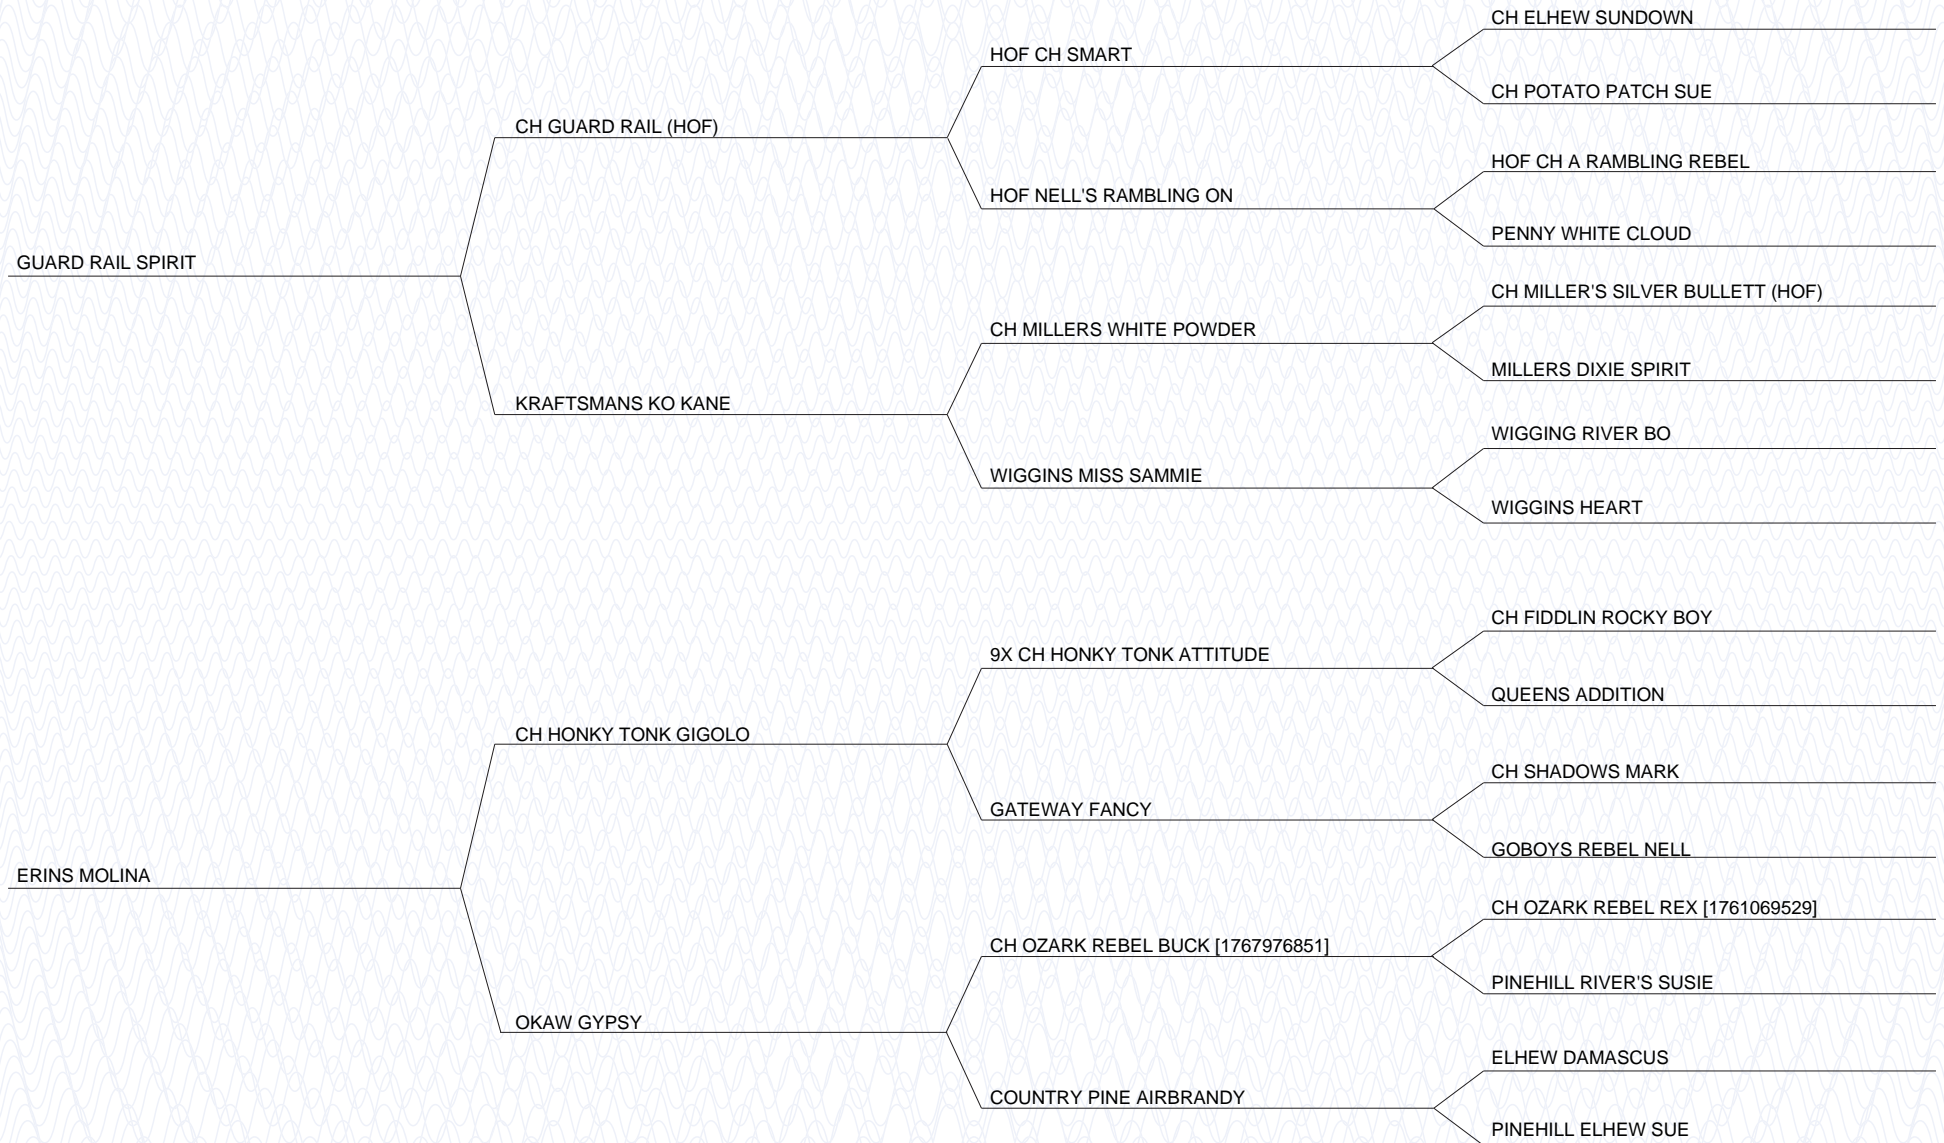 CH ELHEW SUNDOWN
HOF CH SMART
CH POTATO PATCH SUE
CH GUARD RAIL (HOF)
HOF CH A RAMBLING REBEL
HOF NELL'S RAMBLING ON
PENNY WHITE CLOUD
GUARD RAIL SPIRIT
CH MILLER'S SILVER BULLETT (HOF)
CH MILLERS WHITE POWDER
MILLERS DIXIE SPIRIT
KRAFTSMANS KO KANE
WIGGING RIVER BO
WIGGINS MISS SAMMIE
WIGGINS HEART
CH FIDDLIN ROCKY BOY
9X CH HONKY TONK ATTITUDE
QUEENS ADDITION
CH HONKY TONK GIGOLO
CH SHADOWS MARK
GATEWAY FANCY
GOBOYS REBEL NELL
ERINS MOLINA
CH OZARK REBEL REX [1761069529]
CH OZARK REBEL BUCK [1767976851]
PINEHILL RIVER'S SUSIE
OKAW GYPSY
ELHEW DAMASCUS
COUNTRY PINE AIRBRANDY
PINEHILL ELHEW SUE